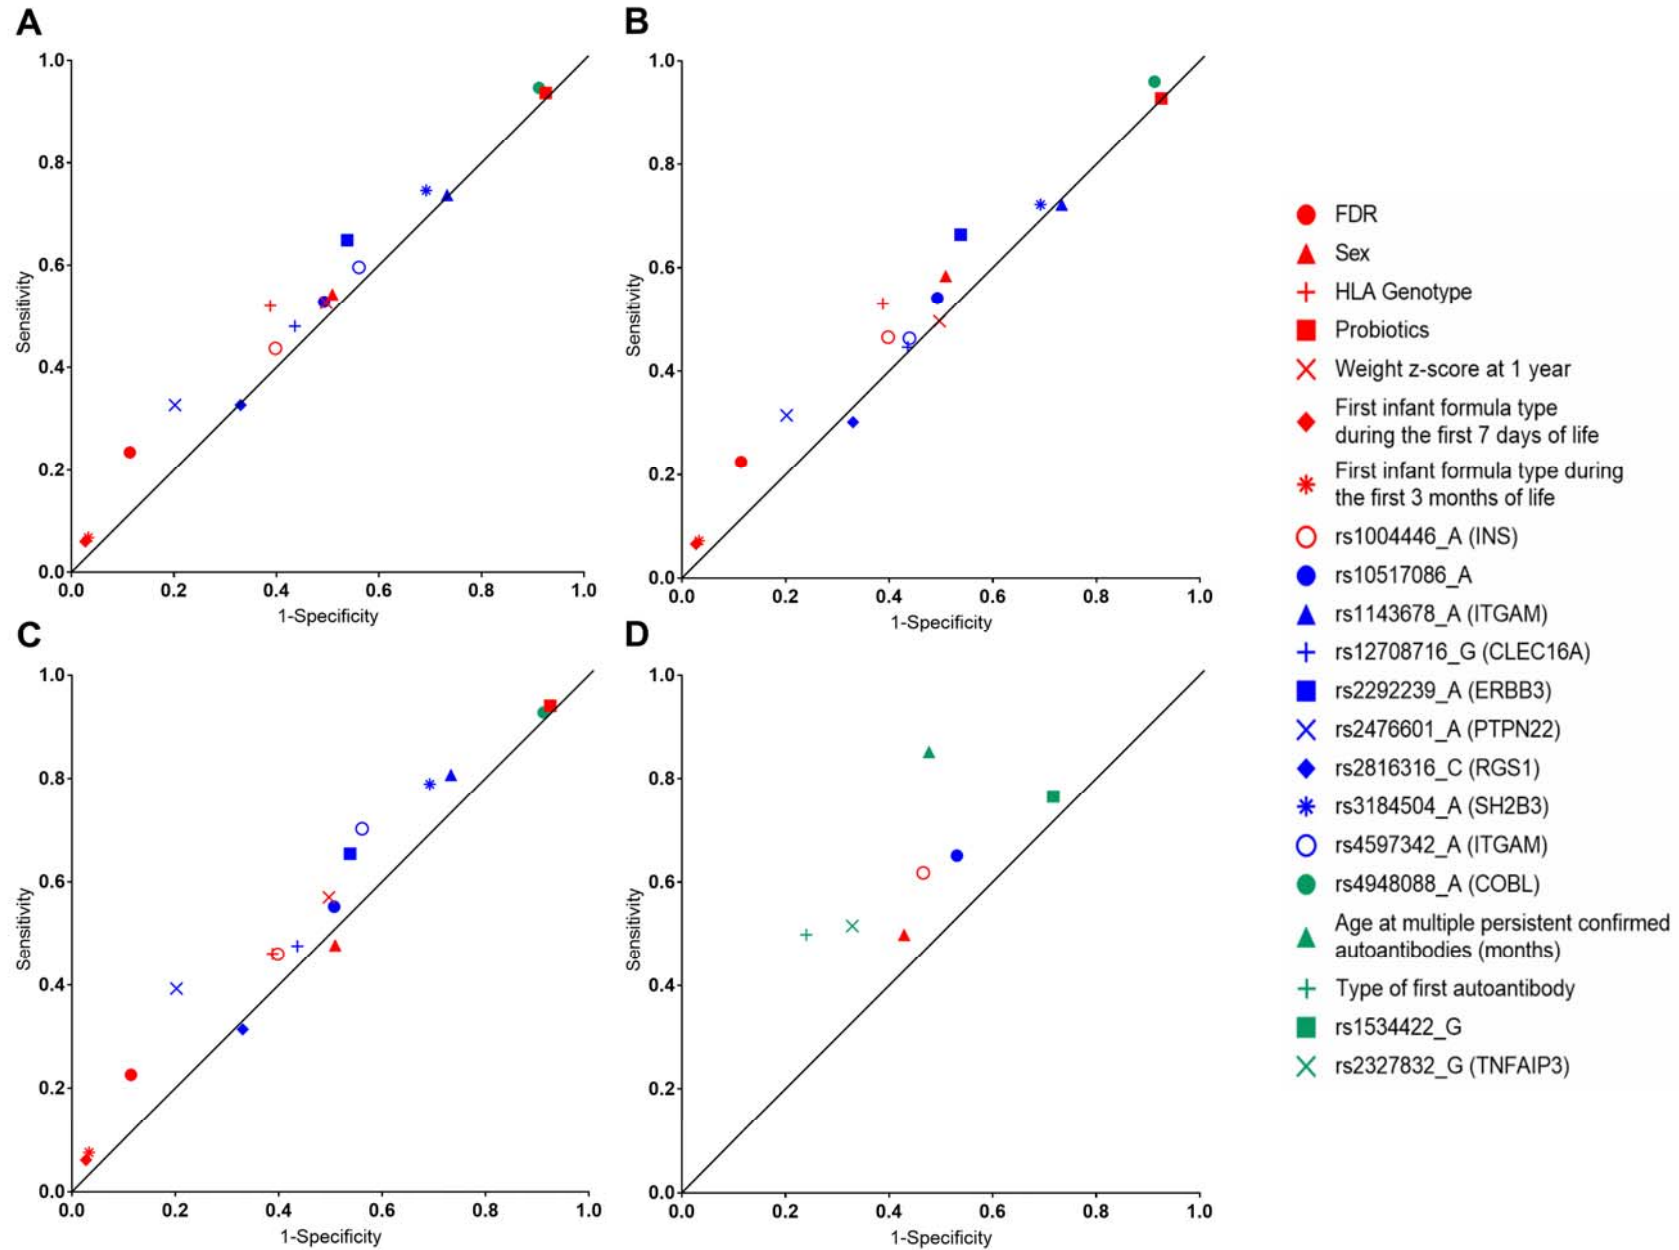 A
1.0
0.8
0.6
0.4
0.2
0.0
Sensitivity
0.0 0.2 0.4 0.6 0.8 1.0
1-Specificity
B
1.0
0.8
0.6
0.4
0.2
0.0
Sensitivity
0.0 0.2 0.4 0.6 0.8 1.0
1-Specificity
C
1.0
0.8
0.6
0.4
0.2
0.0
Sensitivity
0.0 0.2 0.4 0.6 0.8 1.0
1-Specificity
D
1.0
0.8
0.6
0.4
0.2
0.0
Sensitivity
0.0 0.2 0.4 0.6 0.8 1.0
1-Specificity
FDR
Sex
HLA Genotype
Probiotics
Weight z-score at 1 year
First infant formula type
during the first 7 days of life
First infant formula type during
the first 3 months of life
rs1004446_A (INS)
rs10517086_A
rs1143678_A (ITGAM)
rs12708716_G (CLEC16A)
rs2292239_A (ERBB3)
rs2476601_A (PTPN22)
rs2816316_C (RGS1)
rs3184504_A (SH2B3)
rs4597342_A (ITGAM)
rs4948088_A (COBL)
Age at multiple persistent confirmed
autoantibodies (months)
Type of first autoantibody
rs1534422_G
rs2327832_G (TNFAIP3)